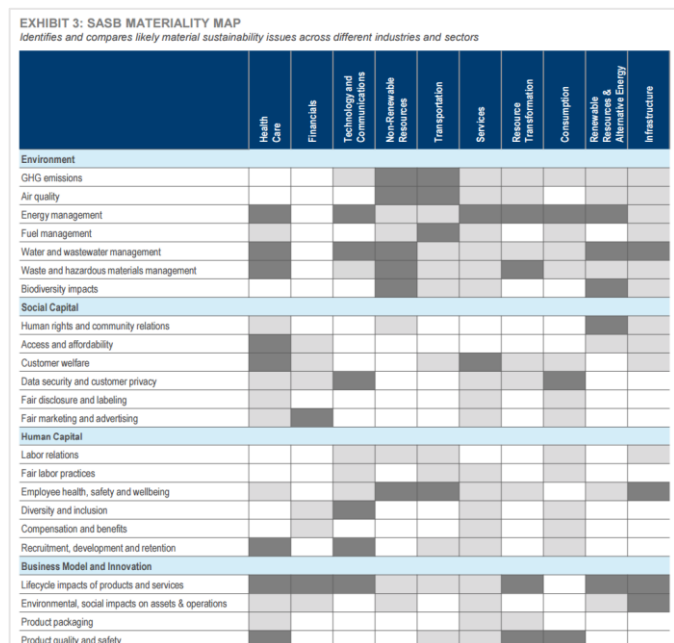 EXHIBIT 3: SASB MATERIALITY MAP
Identifies and compares likely material sustainability issues across different industries and sectors
Health Care
Financials
Technology and Communications
Non-Renewable Resources
Transportation
Services
Resource Transformation
Consumption
Renewable Resources & Alternative Energy
Infrastructure
Environment
GHG emissions
Air quality
Energy management
Fuel management
Water and wastewater management
Waste and hazardous materials management
Biodiversity impacts
Social Capital
Human rights and community relations
Access and affordability
Customer welfare
Data security and customer privacy
Fair disclosure and labeling
Fair marketing and advertising
Human Capital
Labor relations
Fair labor practices
Employee health, safety and wellbeing
Diversity and inclusion
Compensation and benefits
Recruitment, development and retention
Business Model and Innovation
Lifecycle impacts of products and services
Environmental, social impacts on assets & operations
Product packaging
Product quality and safety